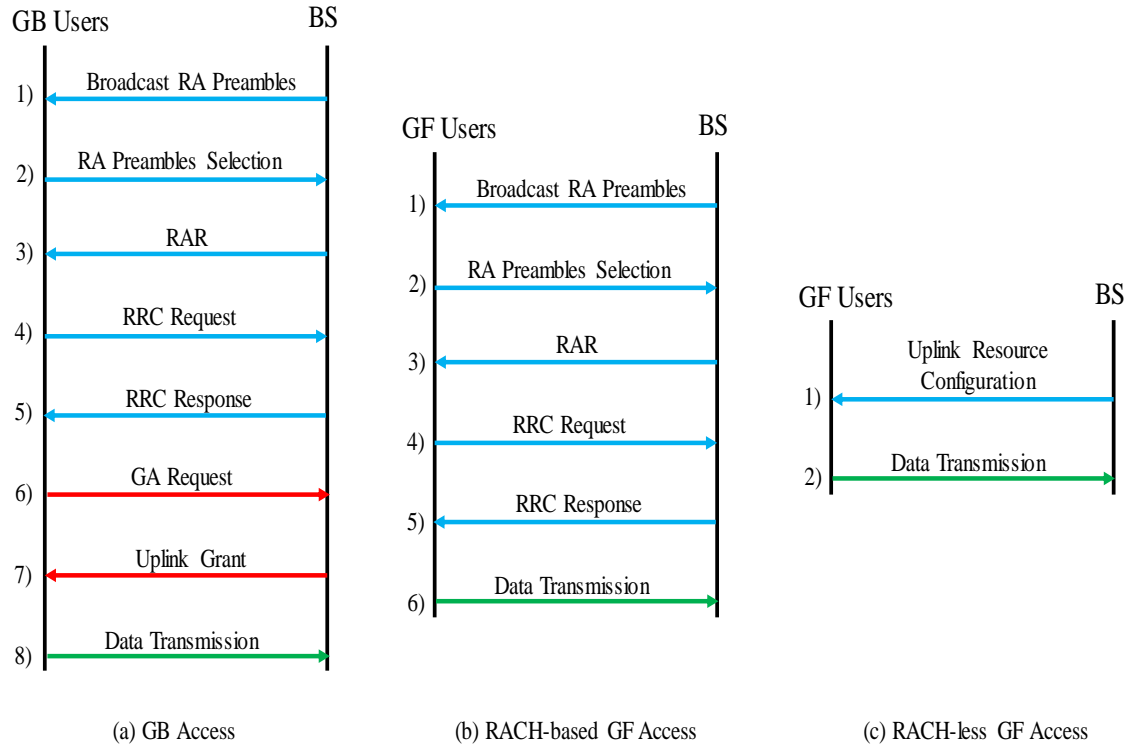 GB Users
BS
1)
Broadcast RA Preambles
2)
RA Preambles Selection
3)
RAR
4)
RRC Request
5)
RRC Response
6)
GA Request
7)
Uplink Grant
8)
Data Transmission
(a) GB Access
GF Users
BS
1)
Broadcast RA Preambles
2)
RA Preambles Selection
3)
RAR
4)
RRC Request
5)
RRC Response
6)
Data Transmission
(b) RACH-based GF Access
GF Users
BS
Uplink Resource
Configuration
1)
2)
Data Transmission
(c) RACH-less GF Access